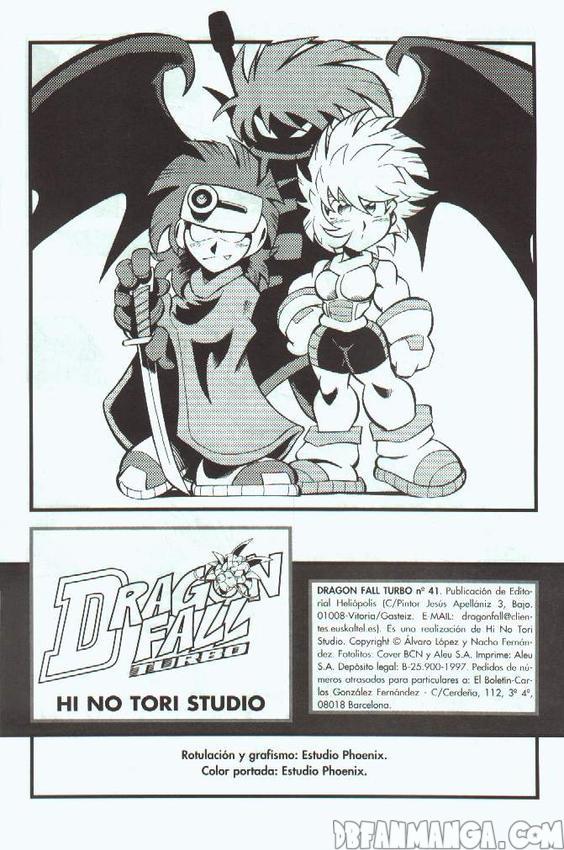 DRAGON
FALL
TURBO
HI NO TORI STUDIO
DRAGON FALL TURBO nº 41. Publicación de Edito-
rial Heliópolis (C/Pintor Jesús Apellániz 3, Bajo.
01008-Vitoria/Gasteiz. E-MAIL: dragonfall@clien-
tes.euskaltel.es). Es una realización de Hi No Tori
Studio. Copyright © Álvaro López y Nacho Fernán-
dez. Fotolitos: Cover BCN y Aleu S.A. Imprime: Aleu
S.A. Depòsito legal: B-25.900-1997. Pedidos de nú-
meros atrasados para particulares a: El Boletín-Car-
los González Fernández - C/Cerdeña, 112, 3º 4ª,
08018 Barcelona.
Rotulación y grafismo: Estudio Phoenix.
Color portada: Estudio Phoenix.
DBFANMANGA.COM